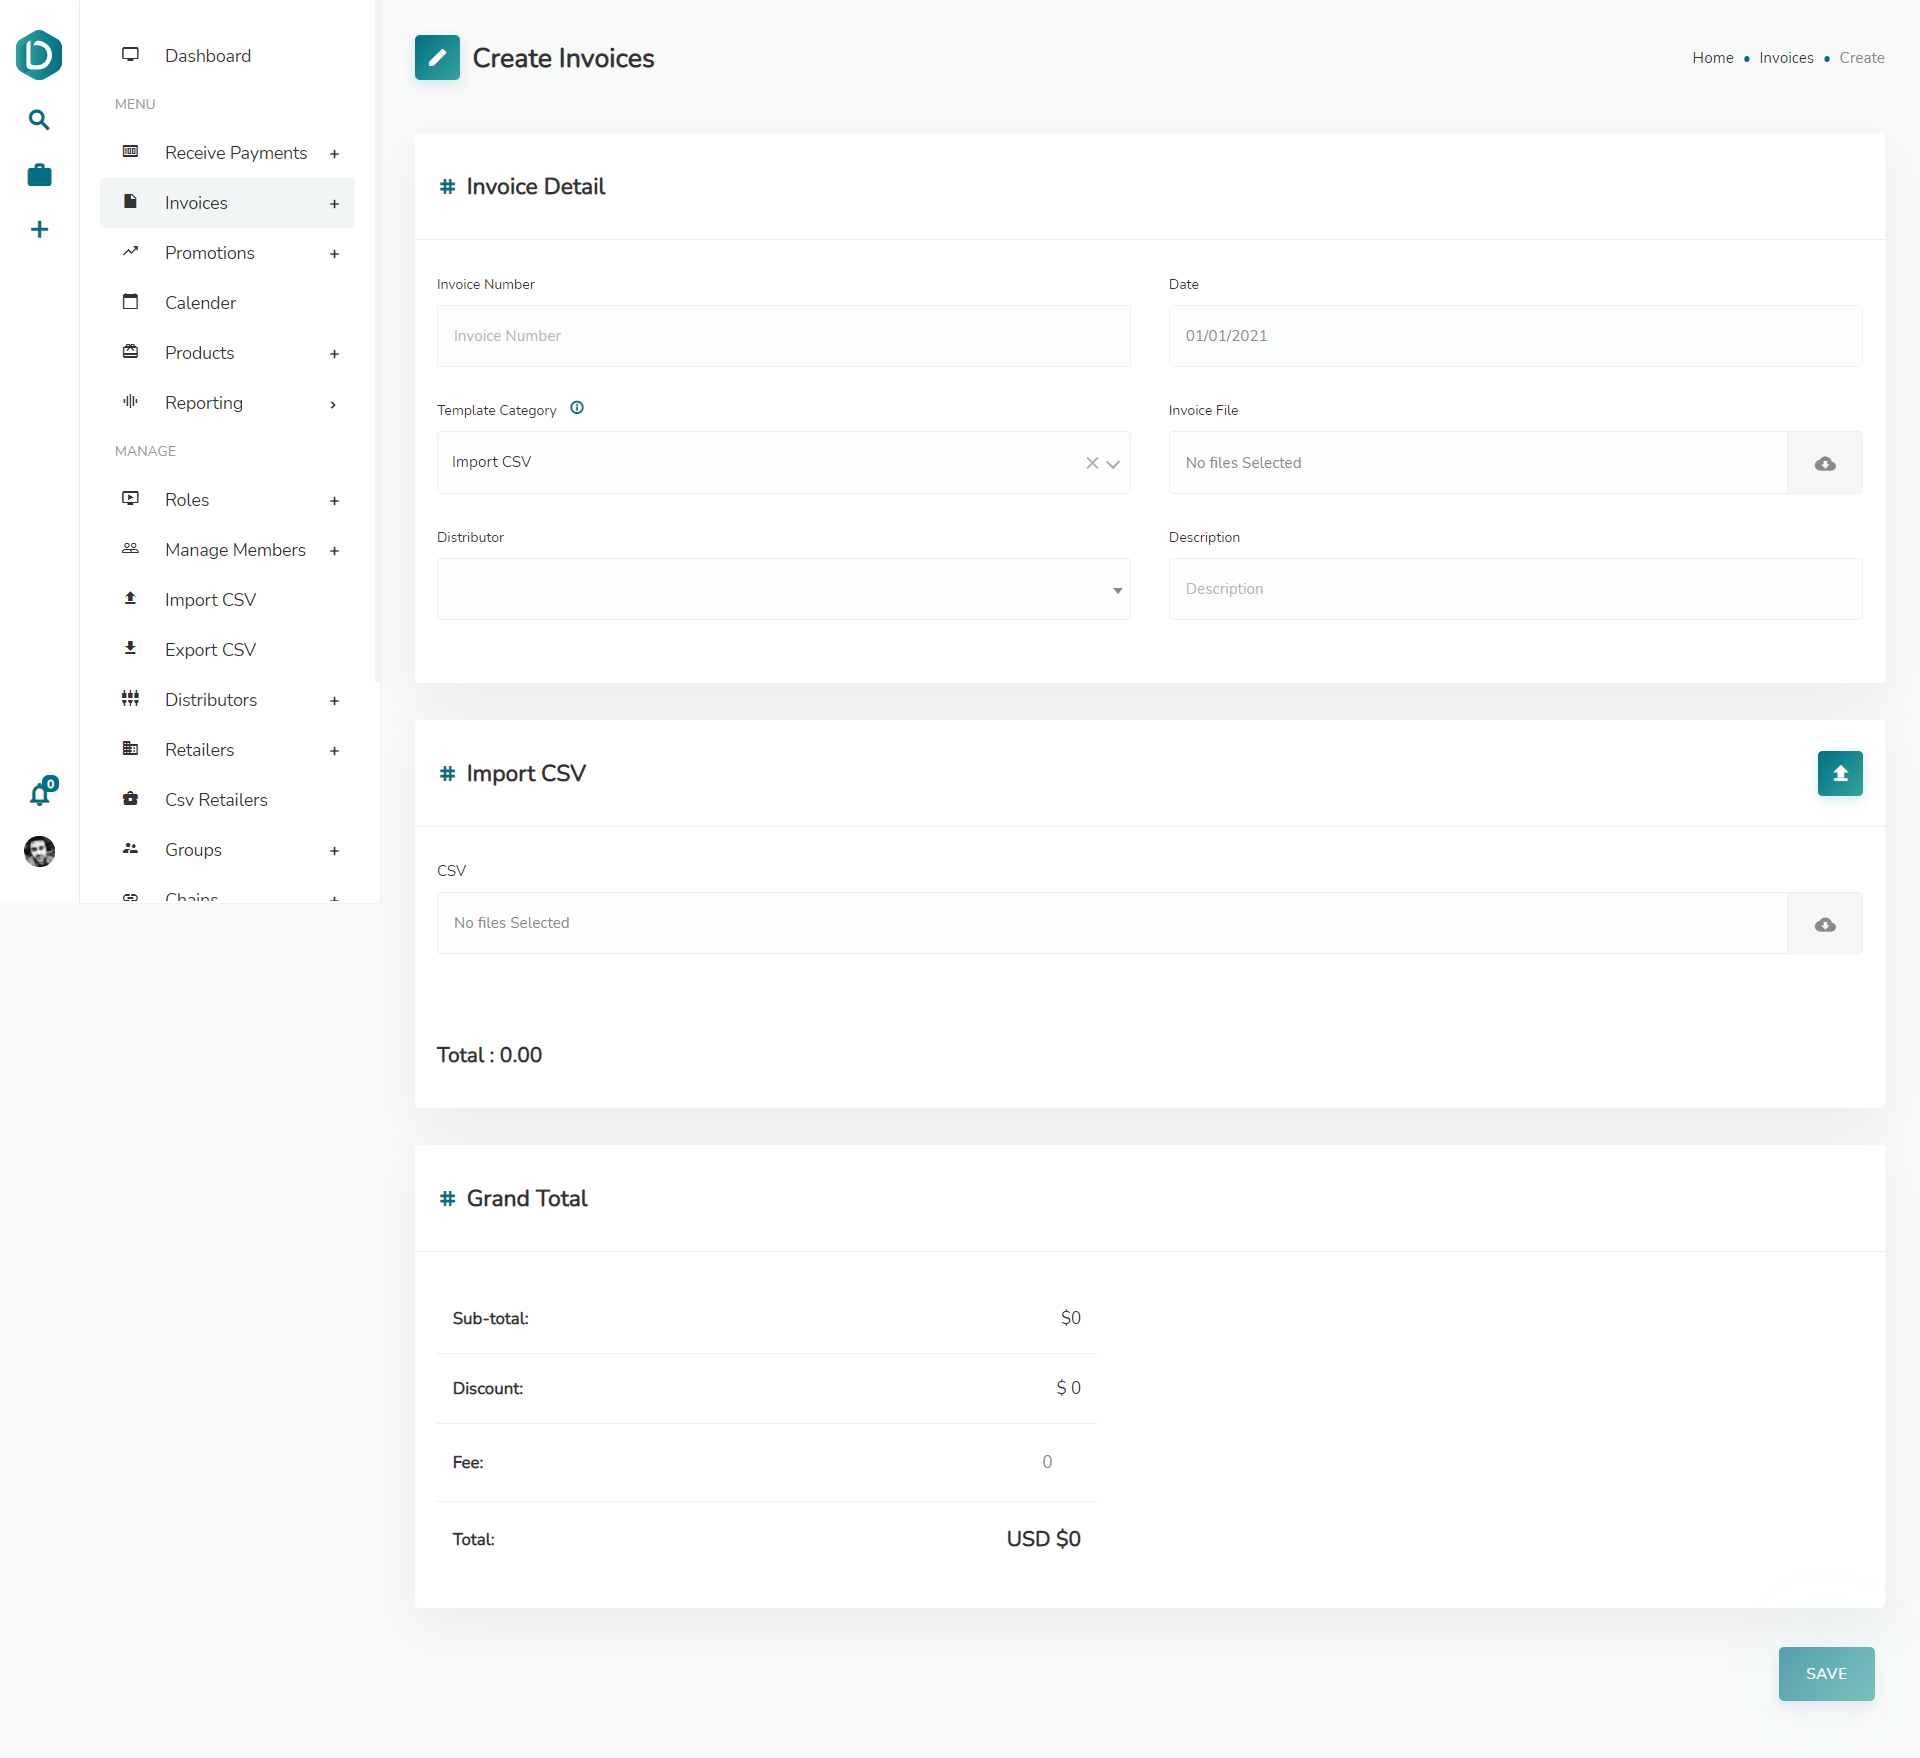 Dashboard
MENU
Receive Payments +
Invoices +
Promotions +
Calender
Products +
Reporting
MANAGE
Roles +
Manage Members +
Import CSV
Export CSV
Distributors +
Retailers +
Csv Retailers
Groups +
Chains +
0
Create Invoices
Home • Invoices • Create
# Invoice Detail
Invoice Number
Invoice Number
Date
01/01/2021
Template Category
Import CSV
Invoice File
No files Selected
Distributor
Description
Description
# Import CSV
CSV
No files Selected
Total : 0.00
# Grand Total
Sub-total: $0
Discount: $ 0
Fee: 0
Total: USD $0
SAVE